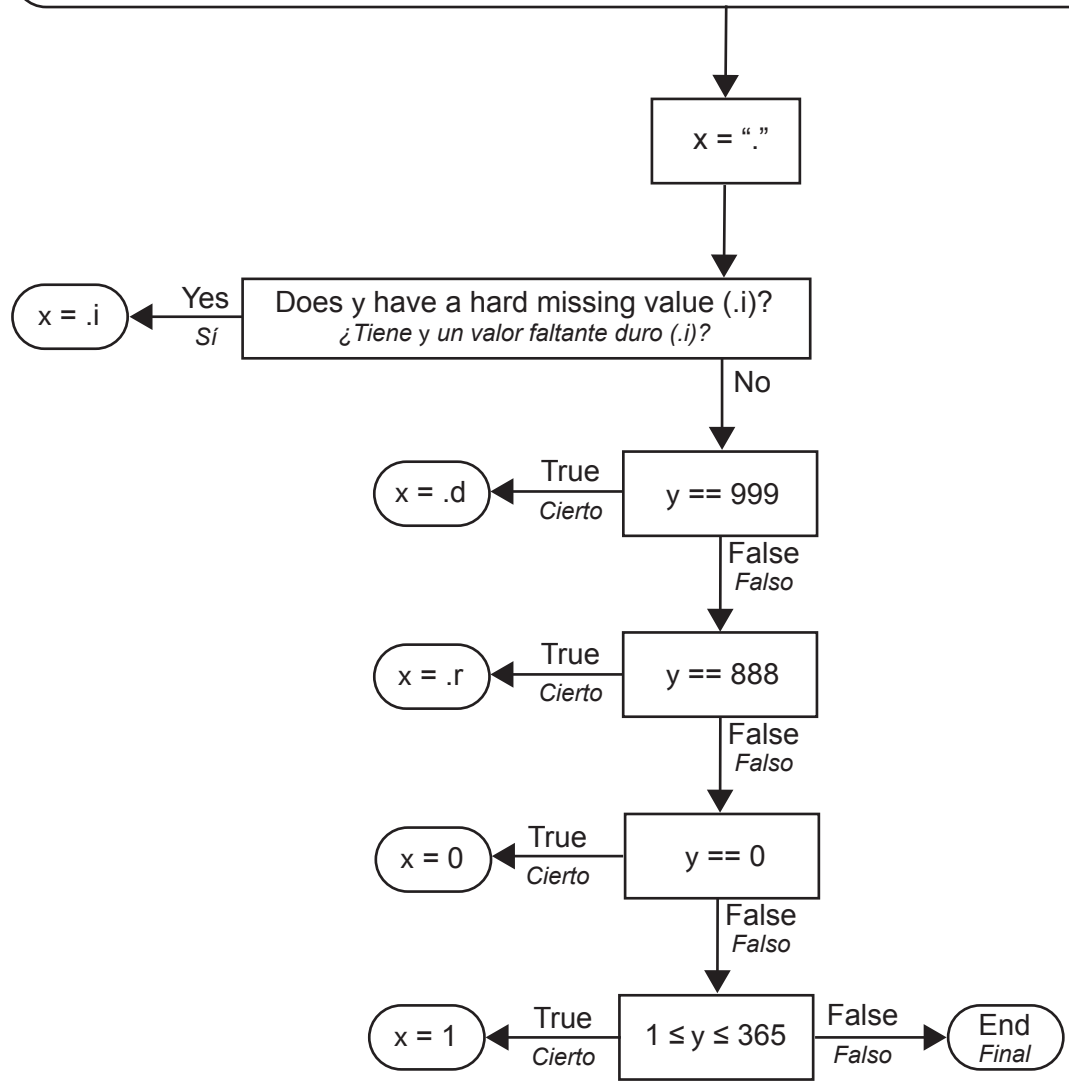 x = “.”
Does y have a hard missing value (.i)?
¿Tiene y un valor faltante duro (.i)?
Yes
Sí
x = .i
No
y == 999
True
Cierto
x = .d
False
Falso
y == 888
True
Cierto
x = .r
False
Falso
y == 0
True
Cierto
x = 0
False
Falso
1 ≤ y ≤ 365
True
Cierto
x = 1
False
Falso
End
Final